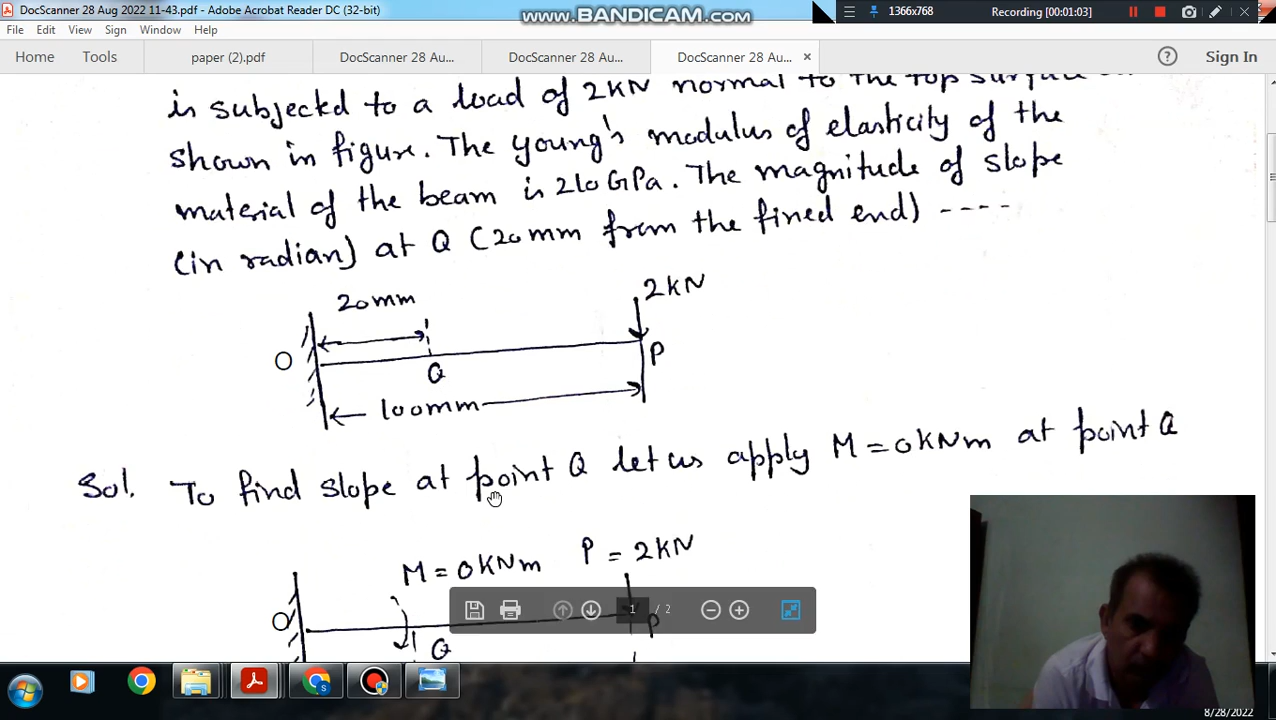 DocScanner 28 Aug 2022 11-43.pdf - Adobe Acrobat Reader DC (32-bit)
www.BANDICAM.com
1366x768
Recording [00:01:03]
File Edit View Sign Window Help
Home Tools paper (2).pdf DocScanner 28 Au... DocScanner 28 Au... DocScanner 28 Au... × ? Sign In
is subjected to a load of 2KN normal to the top surface
shown in figure. The young's modulus of elasticity of the
material of the beam is 210 GPa. The magnitude of slope
(in radian) at Q (20mm from the fined end) ----
20mm
2kN
O
P
Q
100mm
Sol. To find slope at point Q let us apply M = 0kNm at point Q
M = 0kNm P = 2kN
O
P
Q
1 / 2
8/28/2022